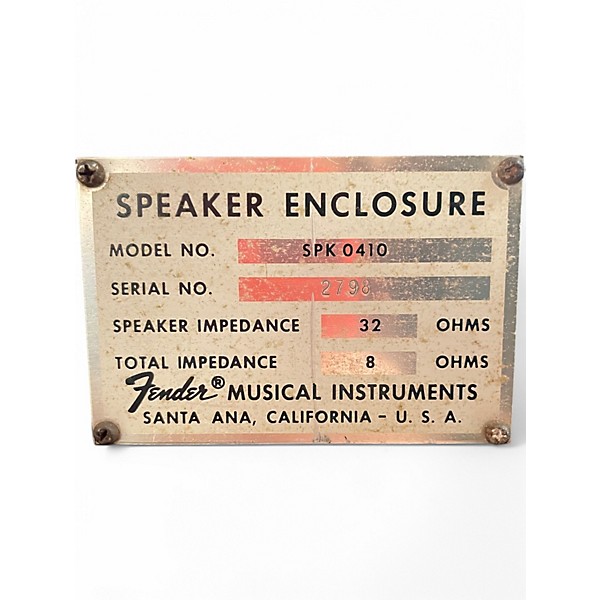 SPEAKER ENCLOSURE
MODEL NO. SPK 0410
SERIAL NO. 2798
SPEAKER IMPEDANCE 32 OHMS
TOTAL IMPEDANCE 8 OHMS
Fender® MUSICAL INSTRUMENTS
SANTA ANA, CALIFORNIA - U. S. A.